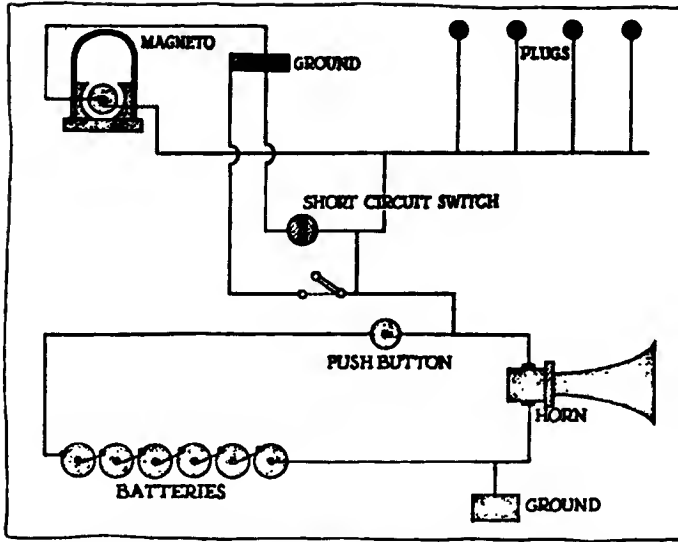 MAGNETO
GROUND
PLUGS
SHORT CIRCUIT SWITCH
PUSH BUTTON
HORN
BATTERIES
GROUND